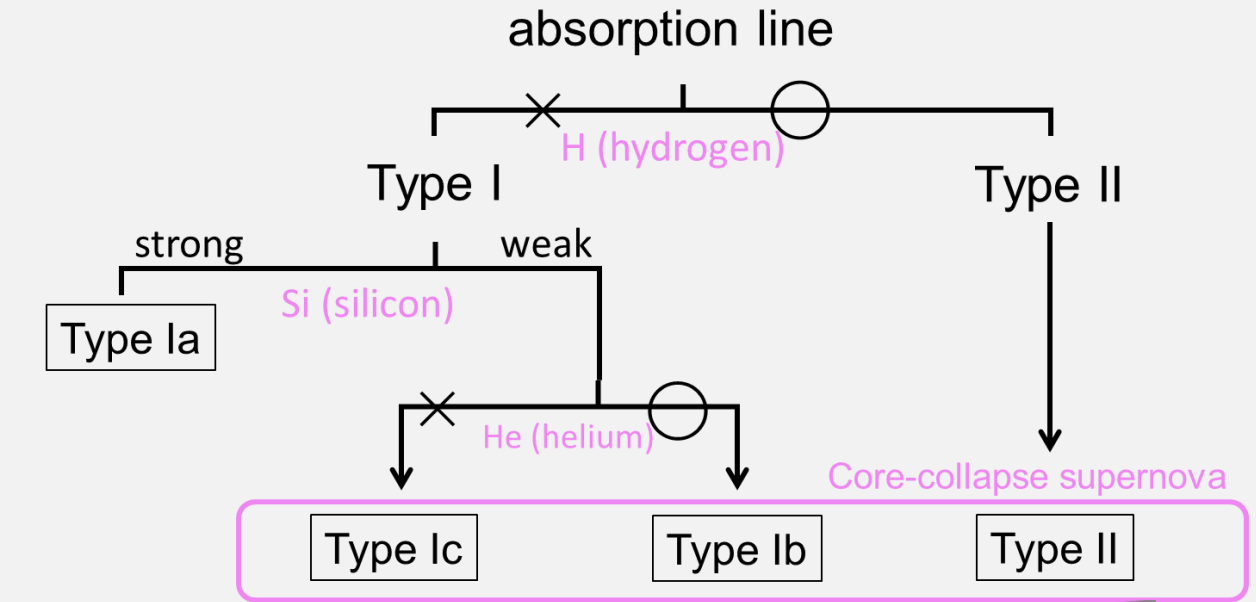 absorption line
H (hydrogen)
Type I
Type II
strong
weak
Si (silicon)
Type Ia
He (helium)
Core-collapse supernova
Type Ic
Type Ib
Type II